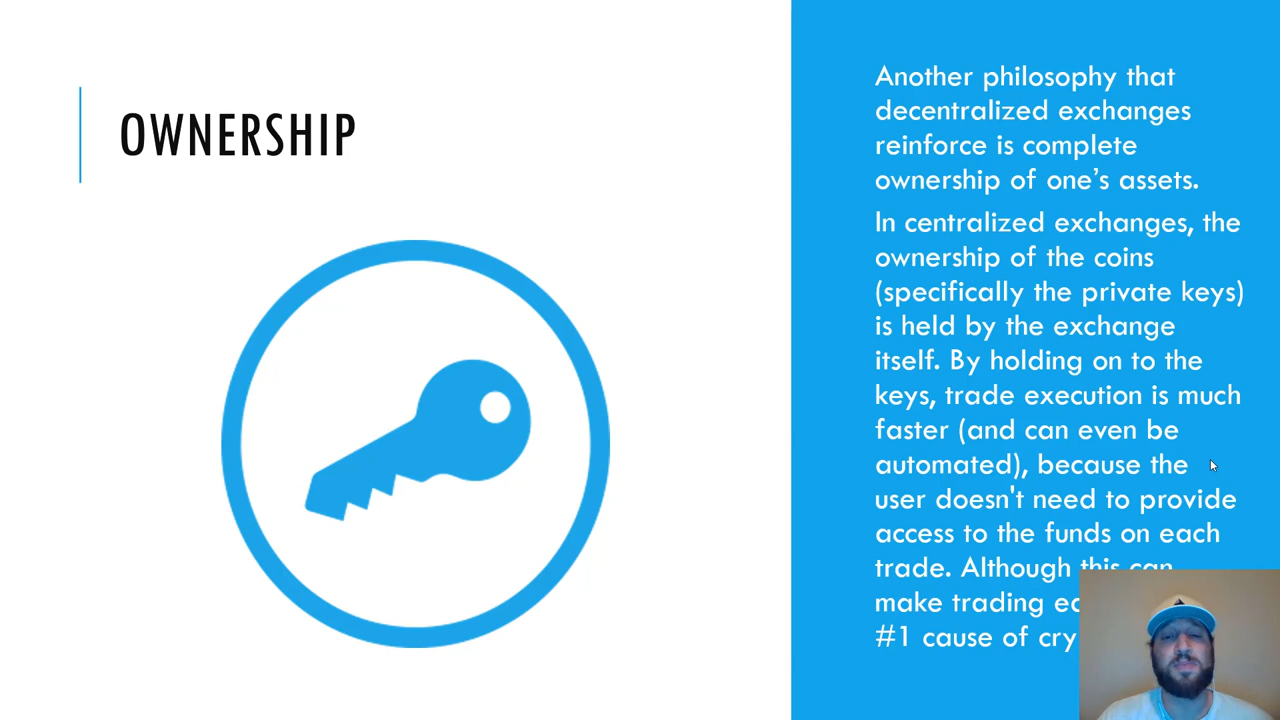 OWNERSHIP
Another philosophy that
decentralized exchanges
reinforce is complete
ownership of one’s assets.
In centralized exchanges, the
ownership of the coins
(specifically the private keys)
is held by the exchange
itself. By holding on to the
keys, trade execution is much
faster (and can even be
automated), because the
user doesn't need to provide
access to the funds on each
trade. Although this can
make trading
#1 cause of